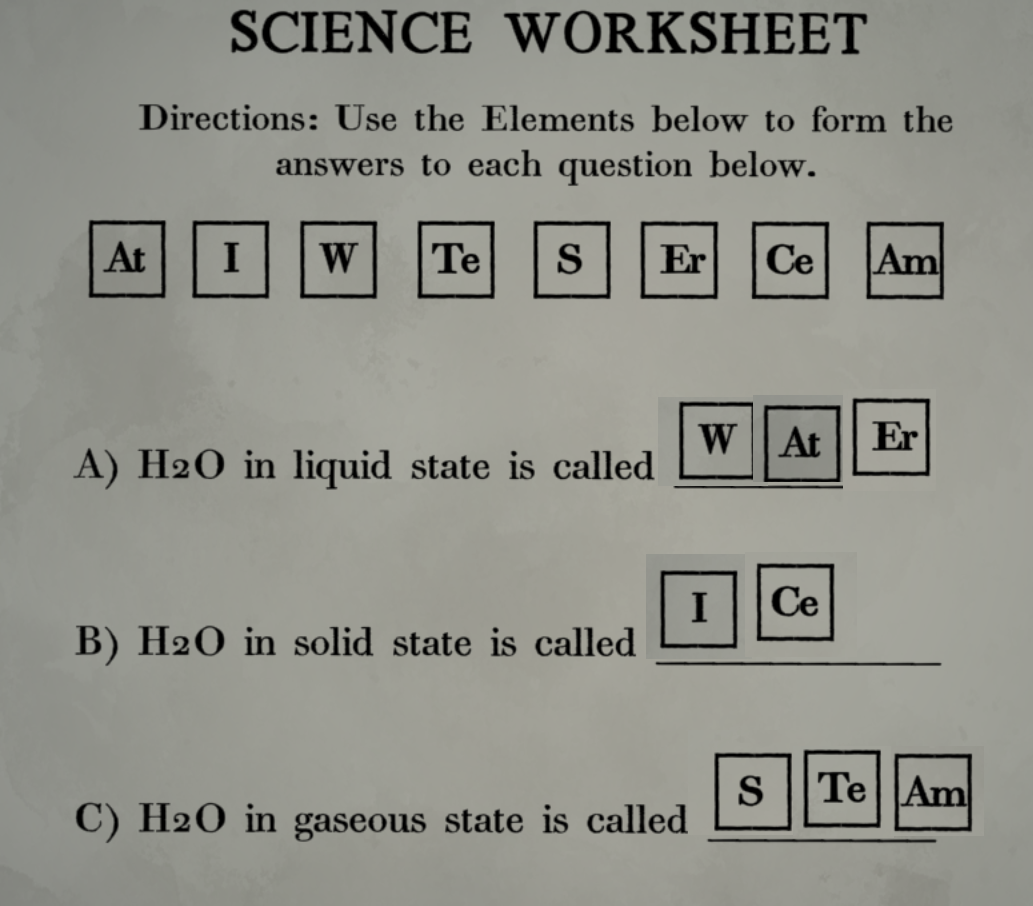 SCIENCE WORKSHEET
Directions: Use the Elements below to form the
answers to each question below.
At I W Te S Er Ce Am
A) H2O in liquid state is called W At Er
B) H2O in solid state is called I Ce
C) H2O in gaseous state is called S Te Am